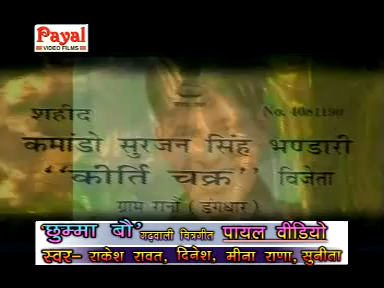 Payal
VIDEO FILMS
शहीद
No. 4081190
कमांडो सुरजन सिंह भण्डारी
"कीर्ति चक्र" विजेता
ग्राम रानों (डुंगधार)
'छुम्मा बौ' गढ़वाली चित्रगीत पायल वीडियो
स्वर- राकेश रावत, दिनेश, मीना राणा, सुनीता